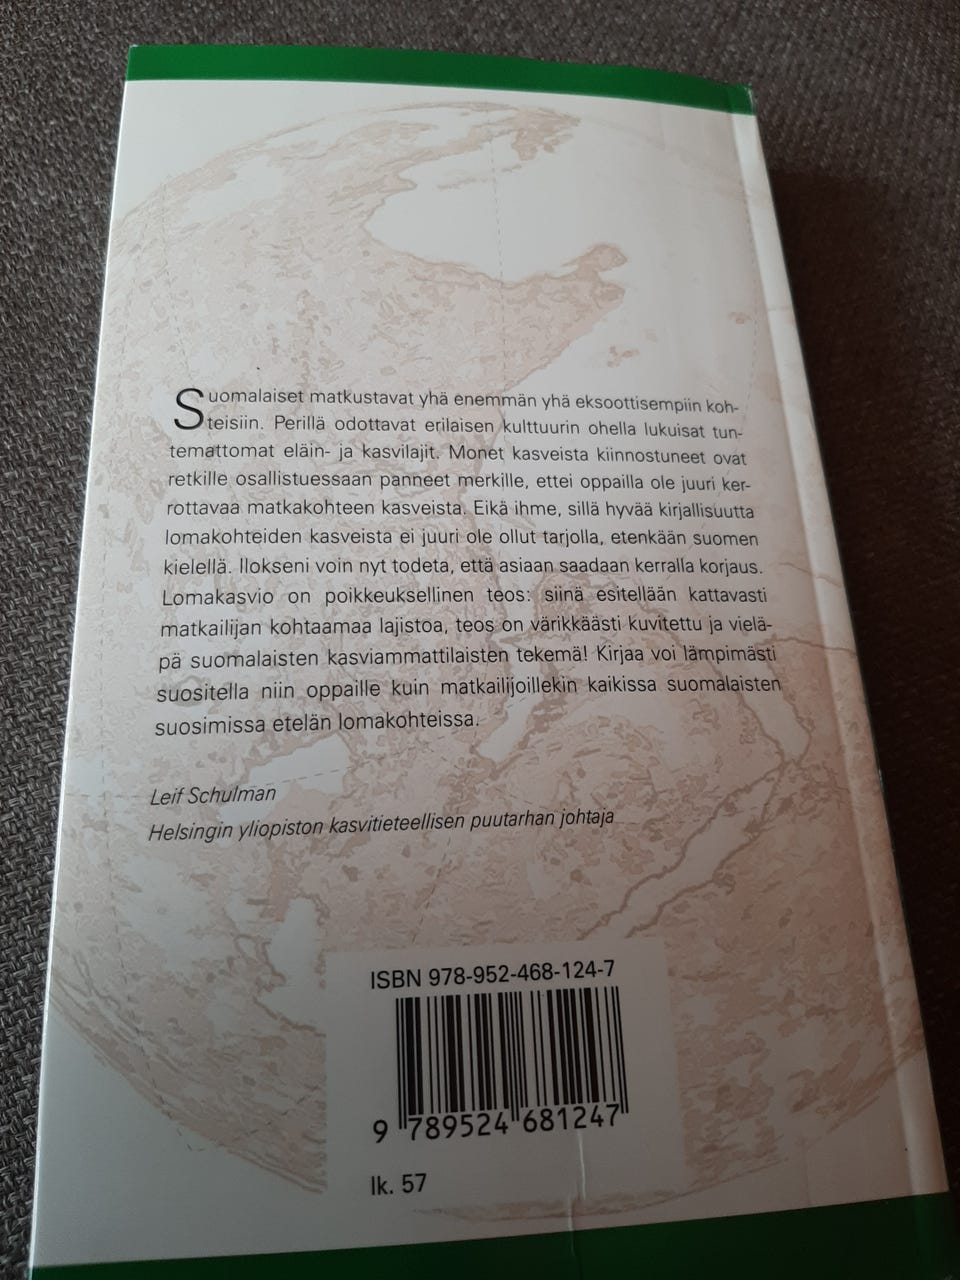 Suomalaiset matkustavat yhä enemmän yhä eksoottisempiin koh-
teisiin. Perillä odottavat erilaisen kulttuurin ohella lukuisat tun-
temattomat eläin- ja kasvilajit. Monet kasveista kiinnostuneet ovat
retkille osallistuessaan panneet merkille, ettei oppailla ole juuri ker-
rottavaa matkakohteen kasveista. Eikä ihme, sillä hyvää kirjallisuutta
lomakohteiden kasveista ei juuri ole ollut tarjolla, etenkään suomen
kielellä. Ilokseni voin nyt todeta, että asiaan saadaan kerralla korjaus.
Lomakasvio on poikkeuksellinen teos: siinä esitellään kattavasti
matkailijan kohtaamaa lajistoa, teos on värikkäästi kuvitettu ja vielä-
pä suomalaisten kasviammattilaisten tekemä! Kirjaa voi lämpimästi
suositella niin oppaille kuin matkailijoillekin kaikissa suomalaisten
suosimissa etelän lomakohteissa.
Leif Schulman
Helsingin yliopiston kasvitieteellisen puutarhan johtaja
ISBN 978-952-468-124-7
9 789524 681247
lk. 57